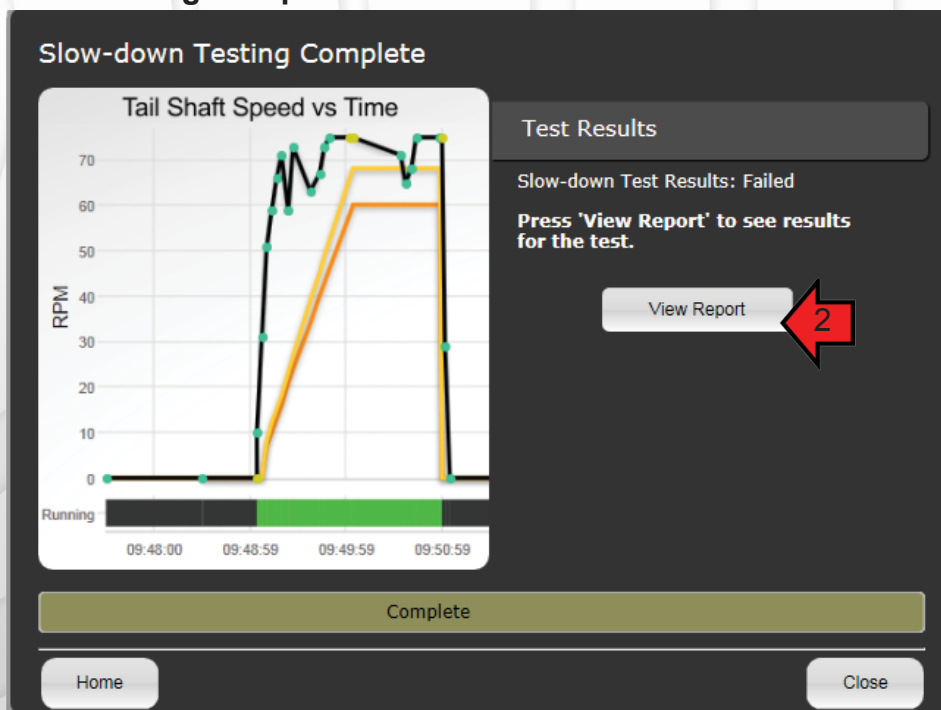 Slow-down Testing Complete
Tail Shaft Speed vs Time
70
60
50
40
30
20
10
0
RPM
Running
09:48:00 09:48:59 09:49:59 09:50:59
Test Results
Slow-down Test Results: Failed
Press 'View Report' to see results
for the test.
View Report
2
Complete
Home
Close